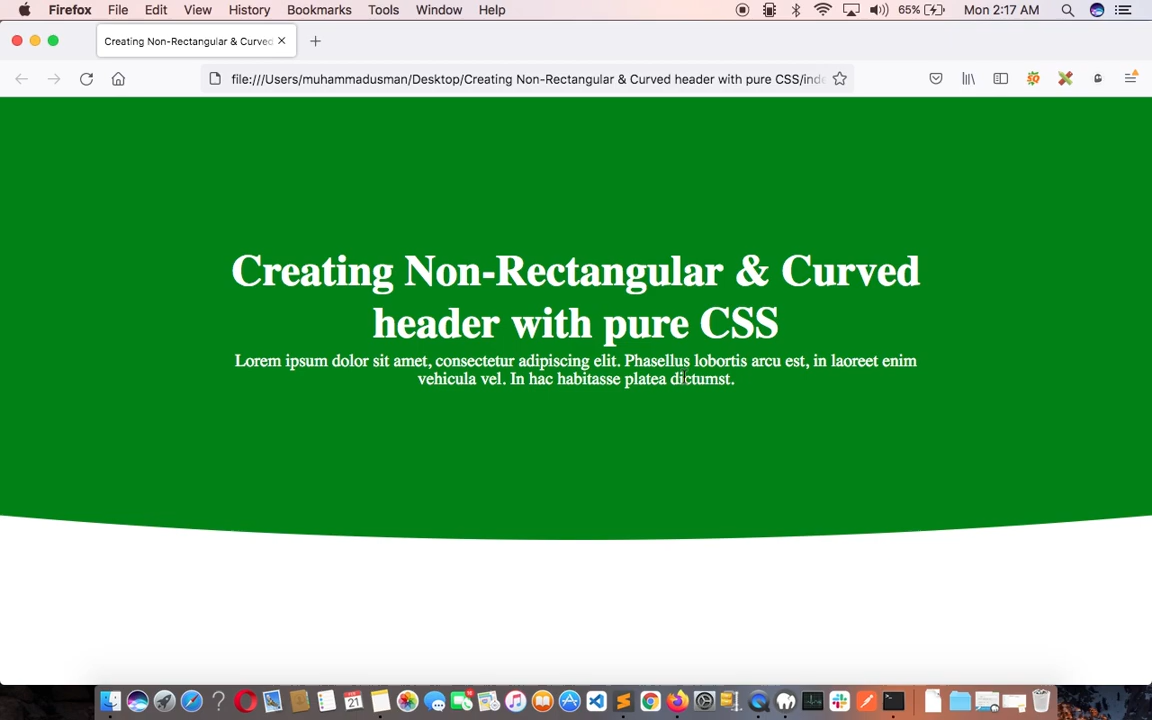 Firefox File Edit View History Bookmarks Tools Window Help 65% Mon 2:17 AM
Creating Non-Rectangular & Curved
file:///Users/muhammadusman/Desktop/Creating Non-Rectangular & Curved header with pure CSS/inde
Creating Non-Rectangular & Curved
header with pure CSS
Lorem ipsum dolor sit amet, consectetur adipiscing elit. Phasellus lobortis arcu est, in laoreet enim
vehicula vel. In hac habitasse platea dictumst.